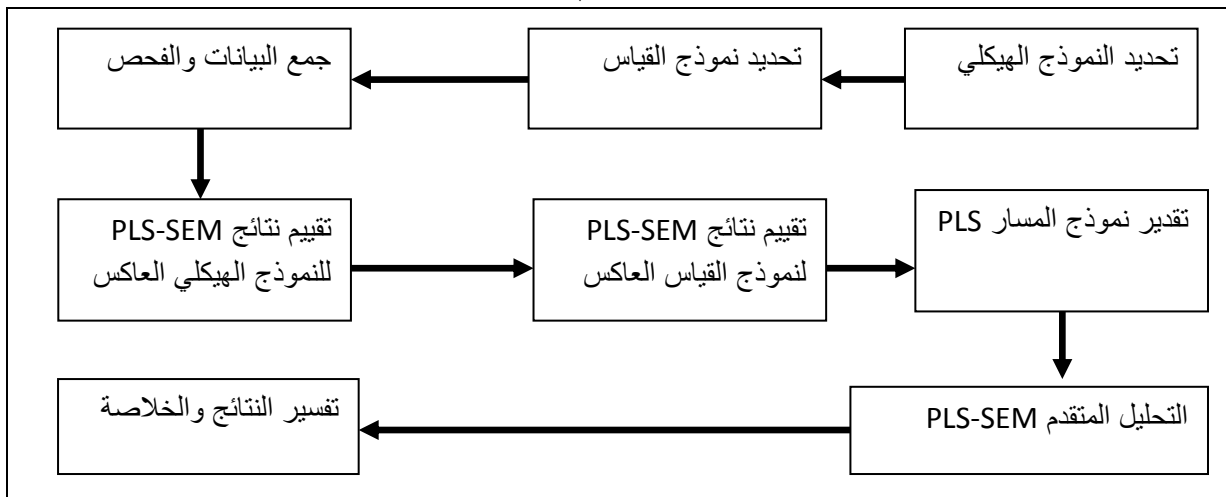 تحديد النموذج الهيكلي
تحديد نموذج القياس
جمع البيانات والفحص
تقييم نتائج PLS-SEM
للنموذج الهيكلي العاكس
تقييم نتائج PLS-SEM
لنموذج القياس العاكس
تقدير نموذج المسار PLS
التحليل المتقدم PLS-SEM
تفسير النتائج والخلاصة